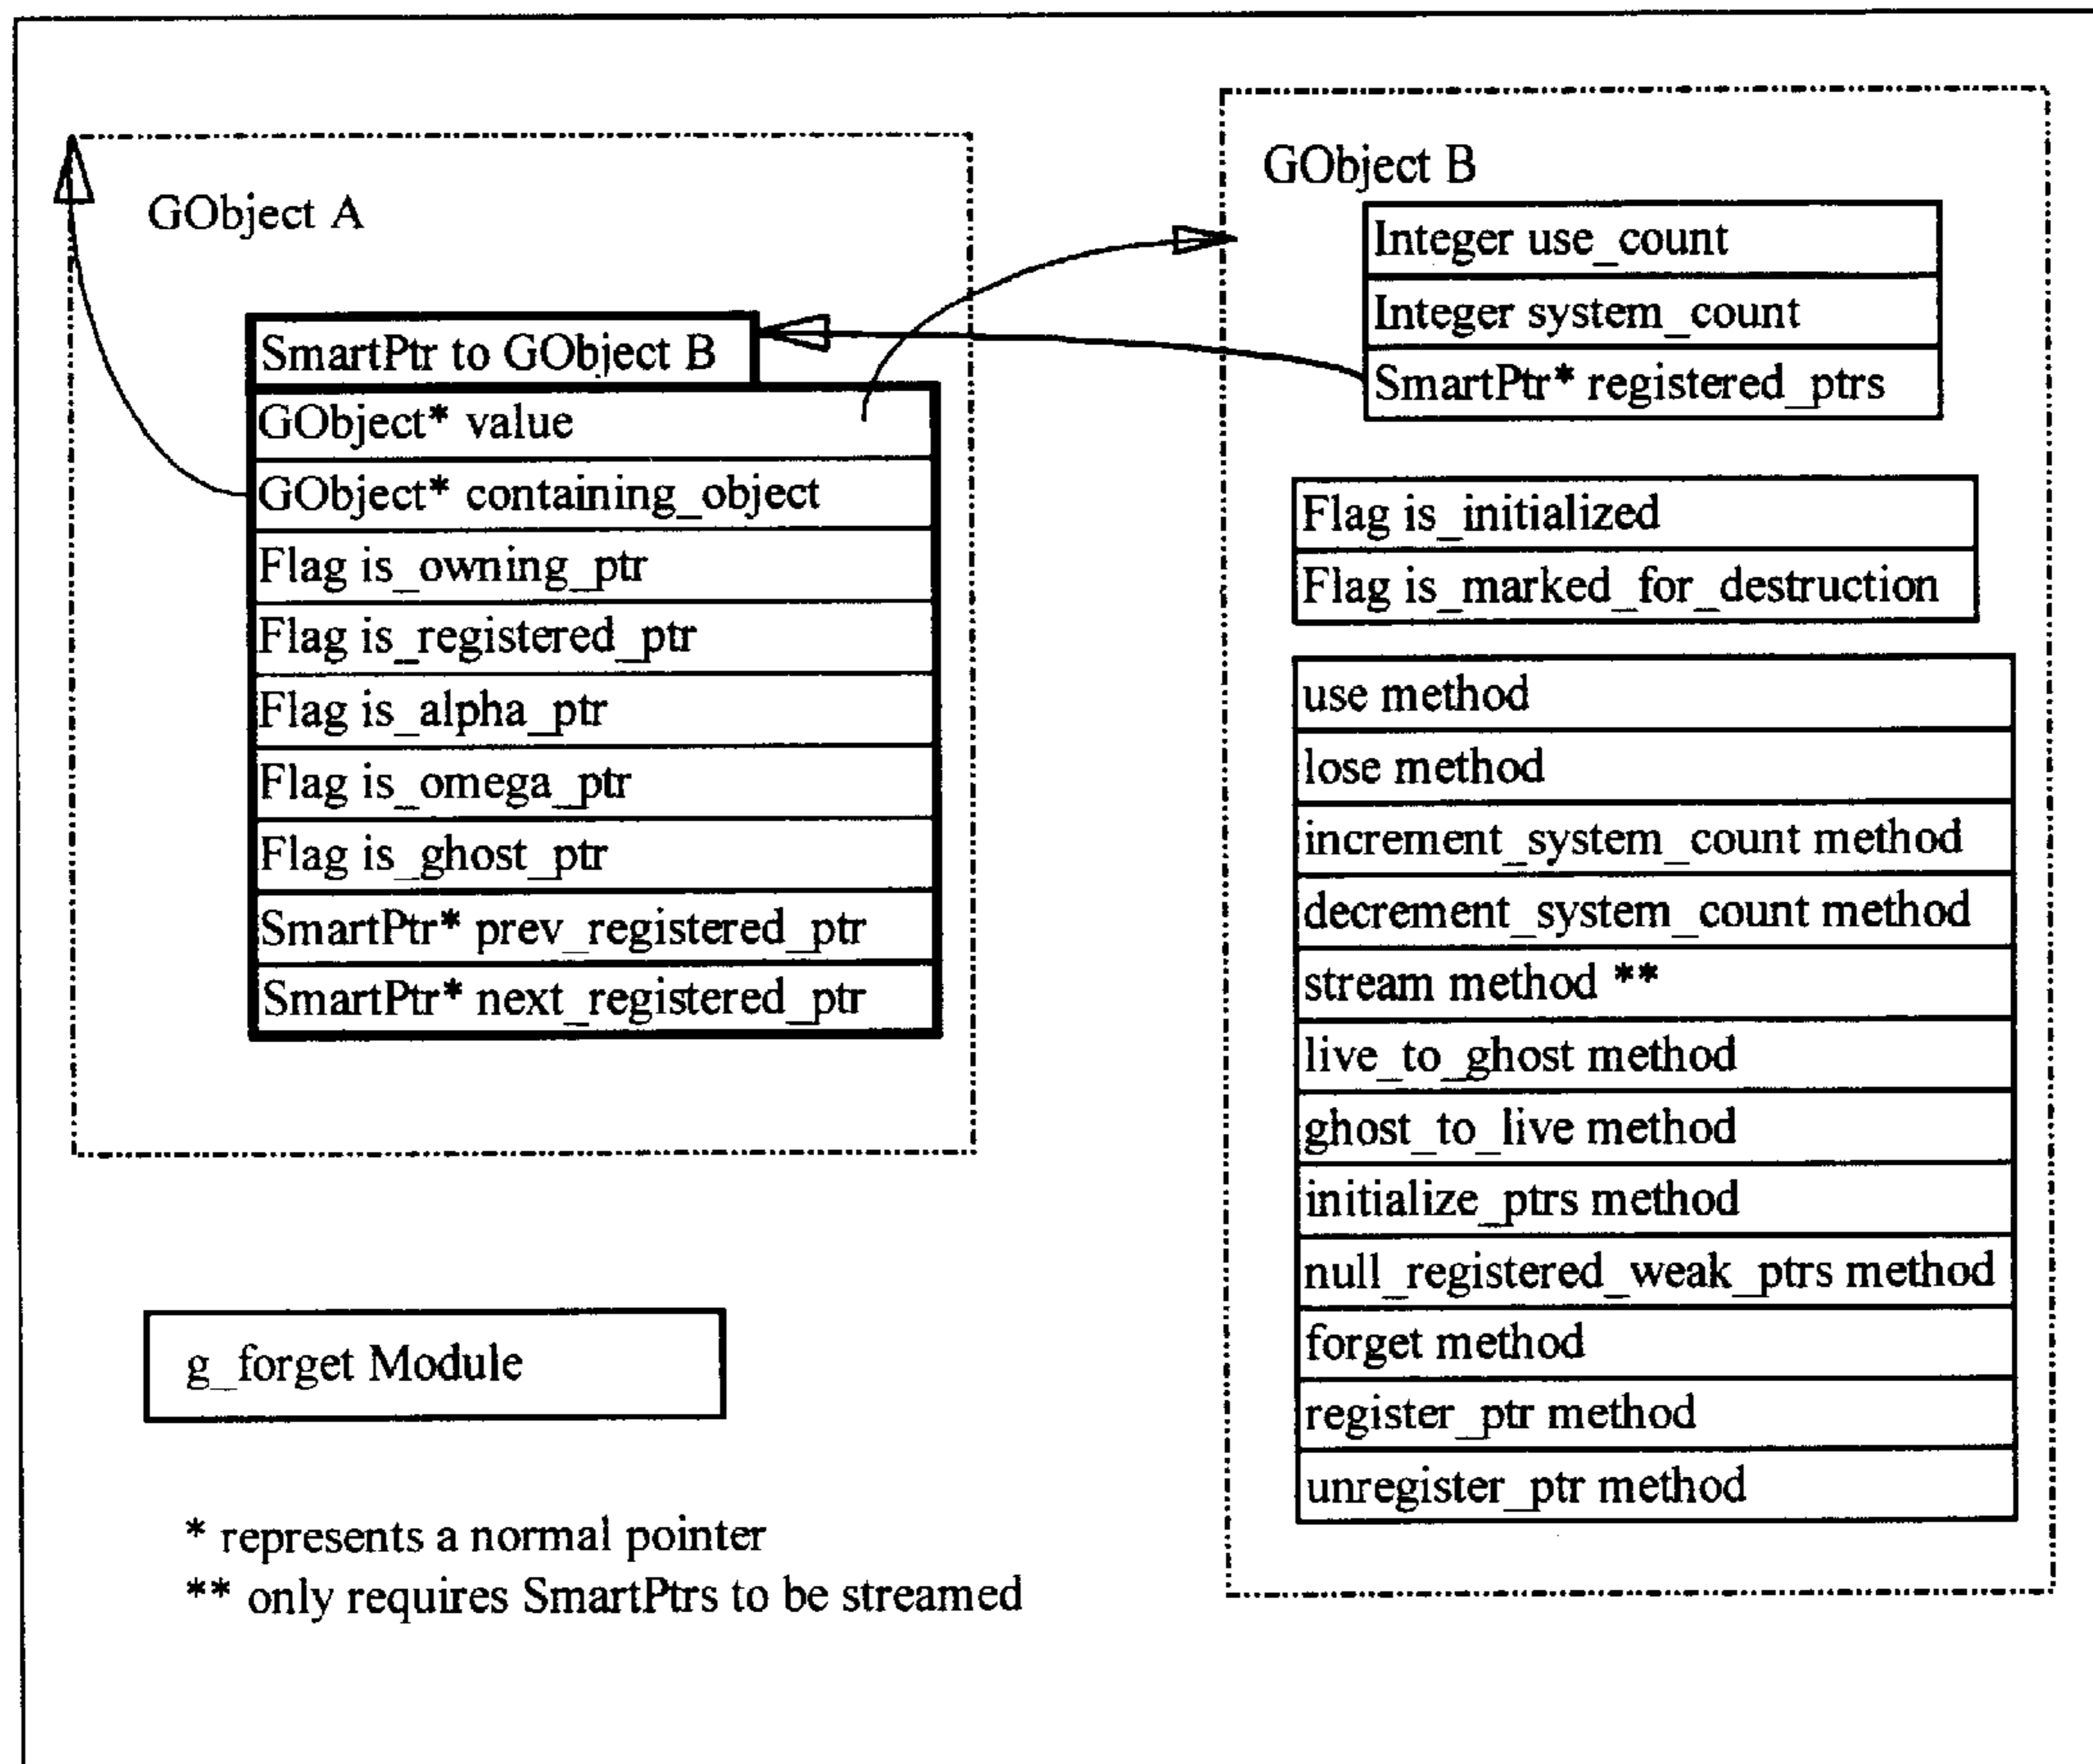 GObject A
SmartPtr to GObject B
GObject* value
GObject* containing_object
Flag is_owning_ptr
Flag is_registered_ptr
Flag is_alpha_ptr
Flag is_omega_ptr
Flag is_ghost_ptr
SmartPtr* prev_registered_ptr
SmartPtr* next_registered_ptr
g_forget Module
* represents a normal pointer
** only requires SmartPtrs to be streamed
GObject B
Integer use_count
Integer system_count
SmartPtr* registered_ptrs
Flag is_initialized
Flag is_marked_for_destruction
use method
lose method
increment_system_count method
decrement_system_count method
stream method **
live_to_ghost method
ghost_to_live method
initialize_ptrs method
null_registered_weak_ptrs method
forget method
register_ptr method
unregister_ptr method